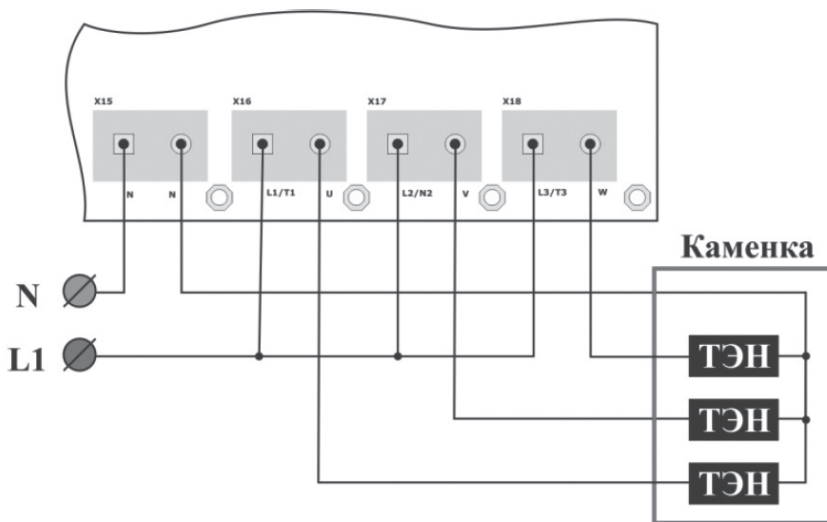 X15 X16 X17 X18
N N L1/T1 U L2/N2 V L3/T3 W
Каменка
N
L1
ТЭН
ТЭН
ТЭН